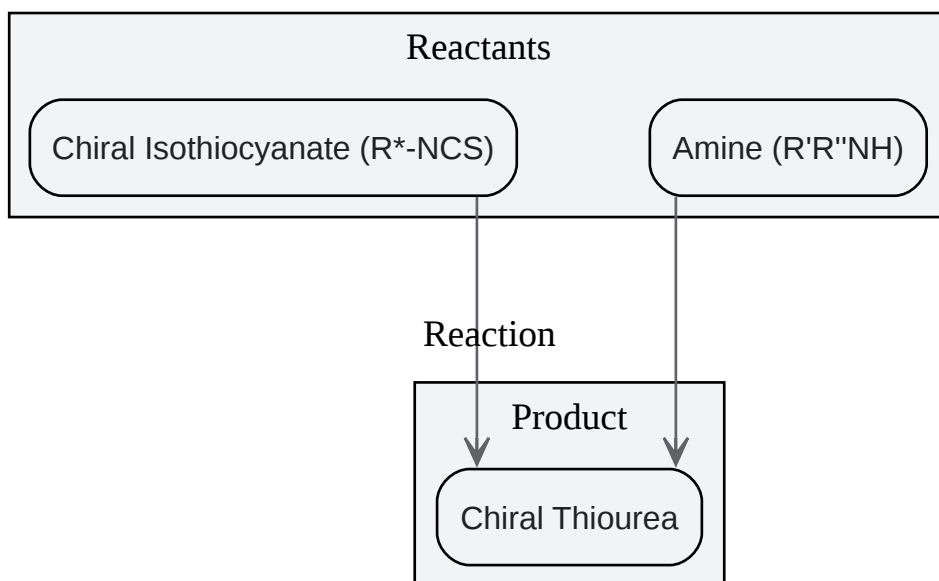 Reactants
Chiral Isothiocyanate (R*-NCS)
Amine (R'R''NH)
Reaction
Product
Chiral Thiourea